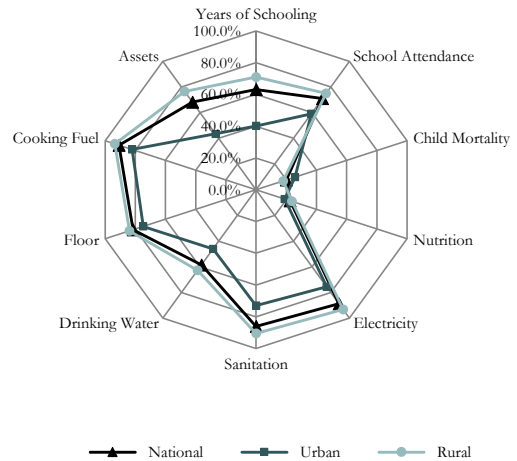 Years of Schooling
100.0%
80.0%
60.0%
40.0%
20.0%
0.0%
School Attendance
Child Mortality
Nutrition
Electricity
Sanitation
Drinking Water
Floor
Cooking Fuel
Assets
National Urban Rural